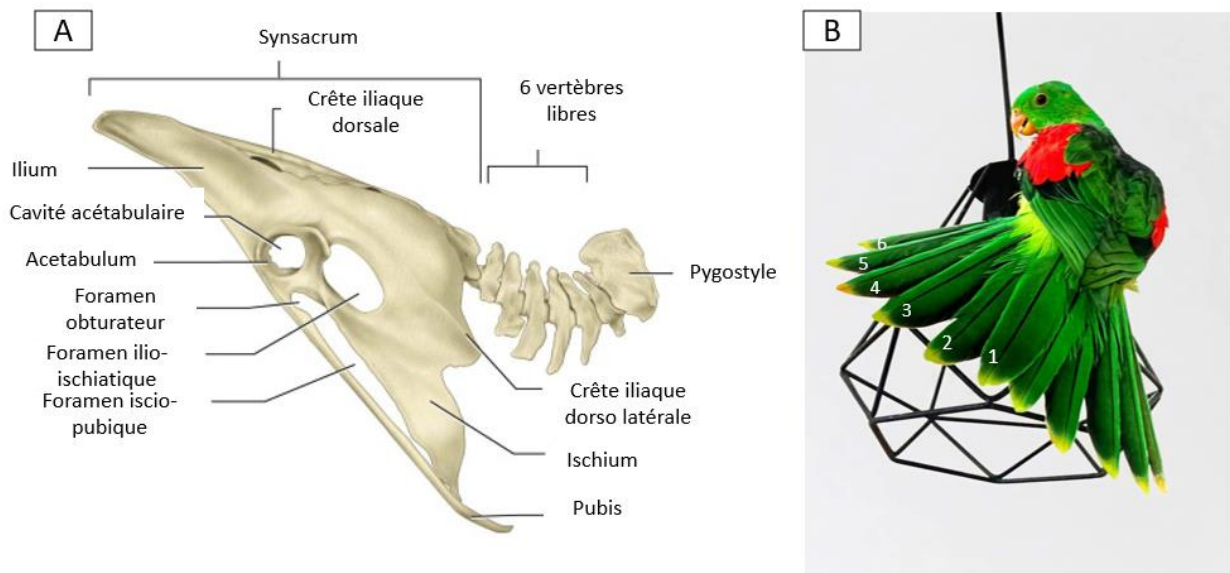 A
Synsacrum
6 vertèbres
libres
Crête iliaque
dorsale
Ilium
Cavité acétabulaire
Acetabulum
Foramen
obturateur
Foramen ilio-
ischiatique
Foramen iscio-
pubique
Pygostyle
Crête iliaque
dorso latérale
Ischium
Pubis
B
6
5
4
3
2
1